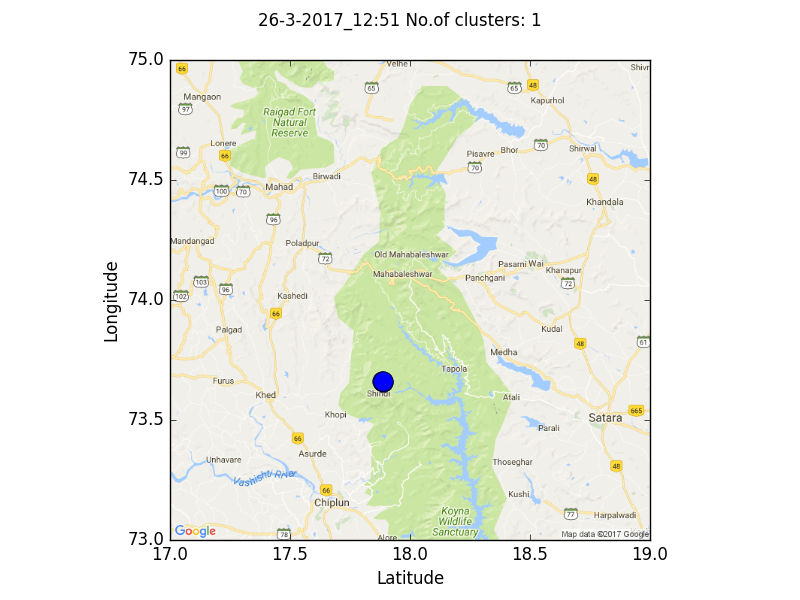 26-3-2017_12:51 No.of clusters: 1
75.0
66
Velhe
65
65
48
Shivr
Mangaon
Kapurhol
97
Raigad Fort
Natural
Reserve
Lonere
99
66
Pisavre
Bhor
70
Shirwal
70
74.5
Birwadi
Mahad
100
70
48
Khandala
96
Mandangad
Poladpur
72
Old Mahabaleshwar
Mahabaleshwar
Pasarni
Wai
Khanapur
Panchgani
72
103
96
102
74.0
Kashedi
66
Palgad
Kudal
48
61
Medha
Tapola
Furus
Khed
Shindi
Atali
Khopi
665
Satara
73.5
Parali
66
Asurde
Unhavare
Vashishti River
Thoseghar
48
66
Chiplun
Kushi
Koyna
Wildlife
Sanctuary
77
Harpalwadi
Google
78
Alore
Map data ©2017 Google
73.0
17.0
17.5
18.0
18.5
19.0
Longitude
Latitude